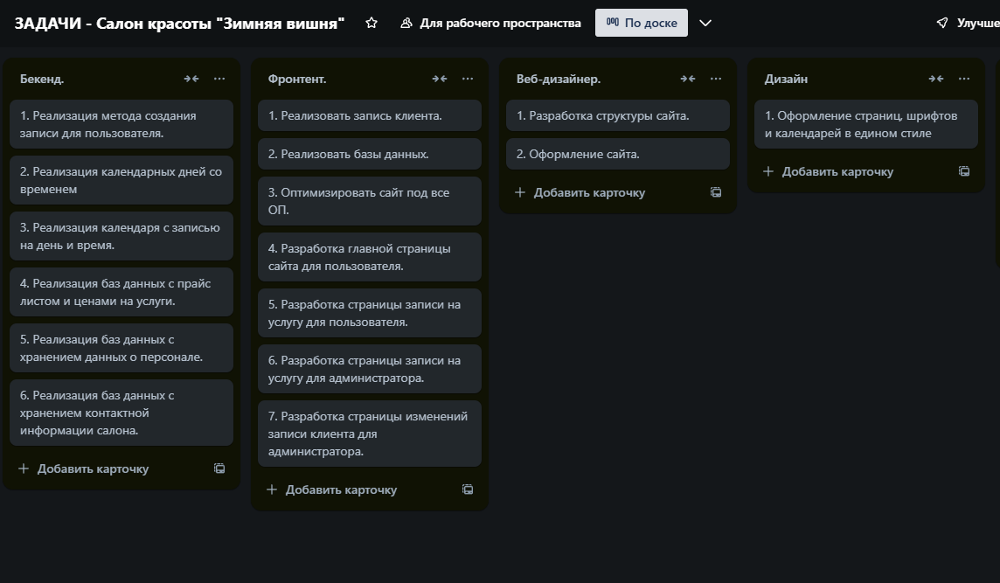 ЗАДАЧИ - Салон красоты "Зимняя вишня"
Для рабочего пространства
По доске
Улучше
Бекенд.
1. Реализация метода создания
записи для пользователя.
2. Реализация календарных дней со
временем
3. Реализация календаря с записью
на день и время.
4. Реализация баз данных с прайс
листом и ценами на услуги.
5. Реализация баз данных с
хранением данных о персонале.
6. Реализация баз данных с
хранением контактной
информации салона.
Добавить карточку
Фронтент.
1. Реализовать запись клиента.
2. Реализовать базы данных.
3. Оптимизировать сайт под все
ОП.
4. Разработка главной страницы
сайта для пользователя.
5. Разработка страницы записи на
услугу для пользователя.
6. Разработка страницы записи на
услугу для администратора.
7. Разработка страницы изменений
записи клиента для
администратора.
Добавить карточку
Веб-дизайнер.
1. Разработка структуры сайта.
2. Оформление сайта.
Добавить карточку
Дизайн
1. Оформление страниц, шрифтов
и календарей в едином стиле
Добавить карточку